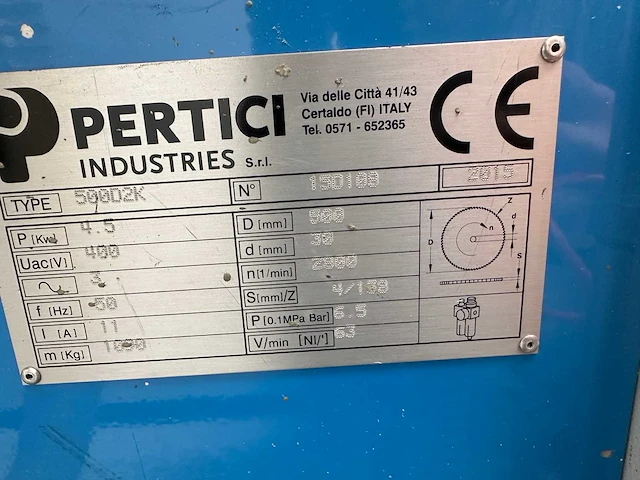 PERTICI
INDUSTRIES S.r.l.
Via delle Città 41/43
Certaldo (FI) ITALY
Tel. 0571 - 652365
CE
TYPE 500D2K
N° 15D108 2015
P [Kw] 4.5
Uac(V) 400
3
f (Hz) 50
I (A) 11
m (Kg) 1090
D [mm] 500
d [mm] 30
n(1/min) 2800
S(mm)/Z 4/138
P [0.1MPa Bar] 6.5
V/min [Nl/'] 63
Z
n
d
D
S